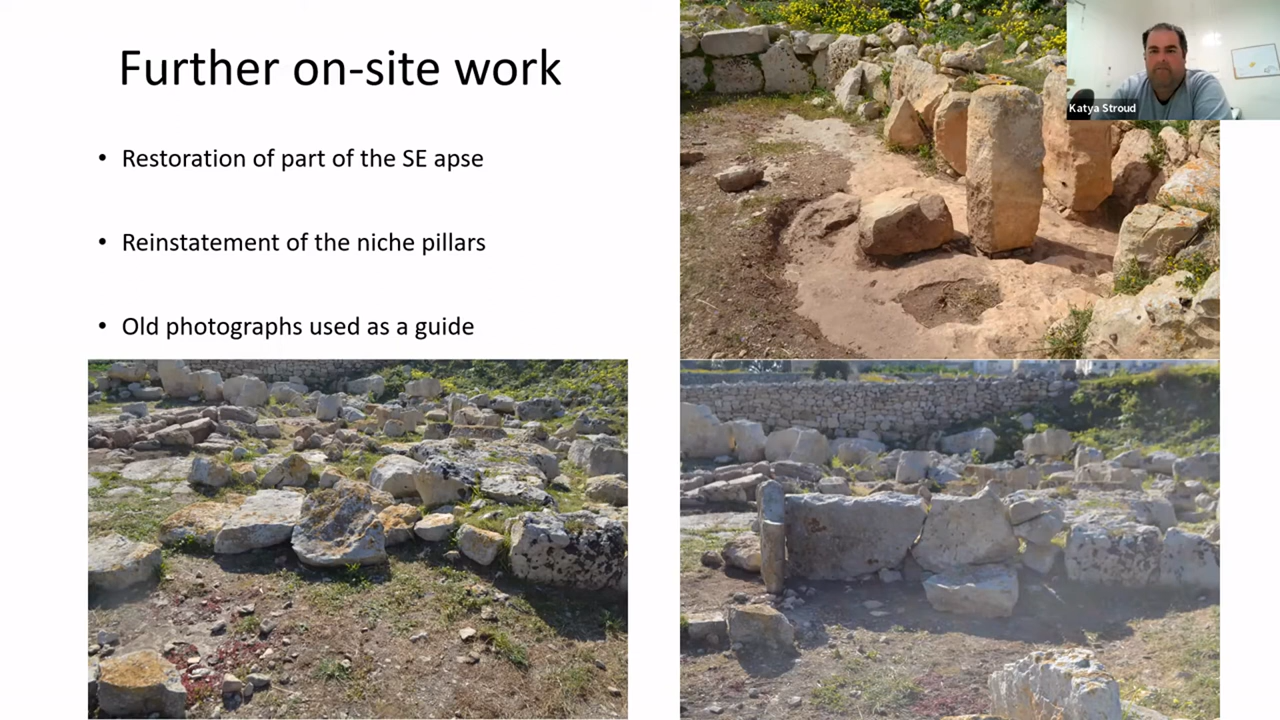 Further on-site work
• Restoration of part of the SE apse
• Reinstatement of the niche pillars
• Old photographs used as a guide
Katya Stroud